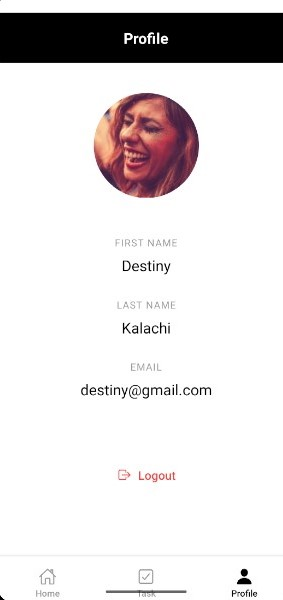 Profile
FIRST NAME
Destiny
LAST NAME
Kalachi
EMAIL
destiny@gmail.com
Logout
Home Task Profile